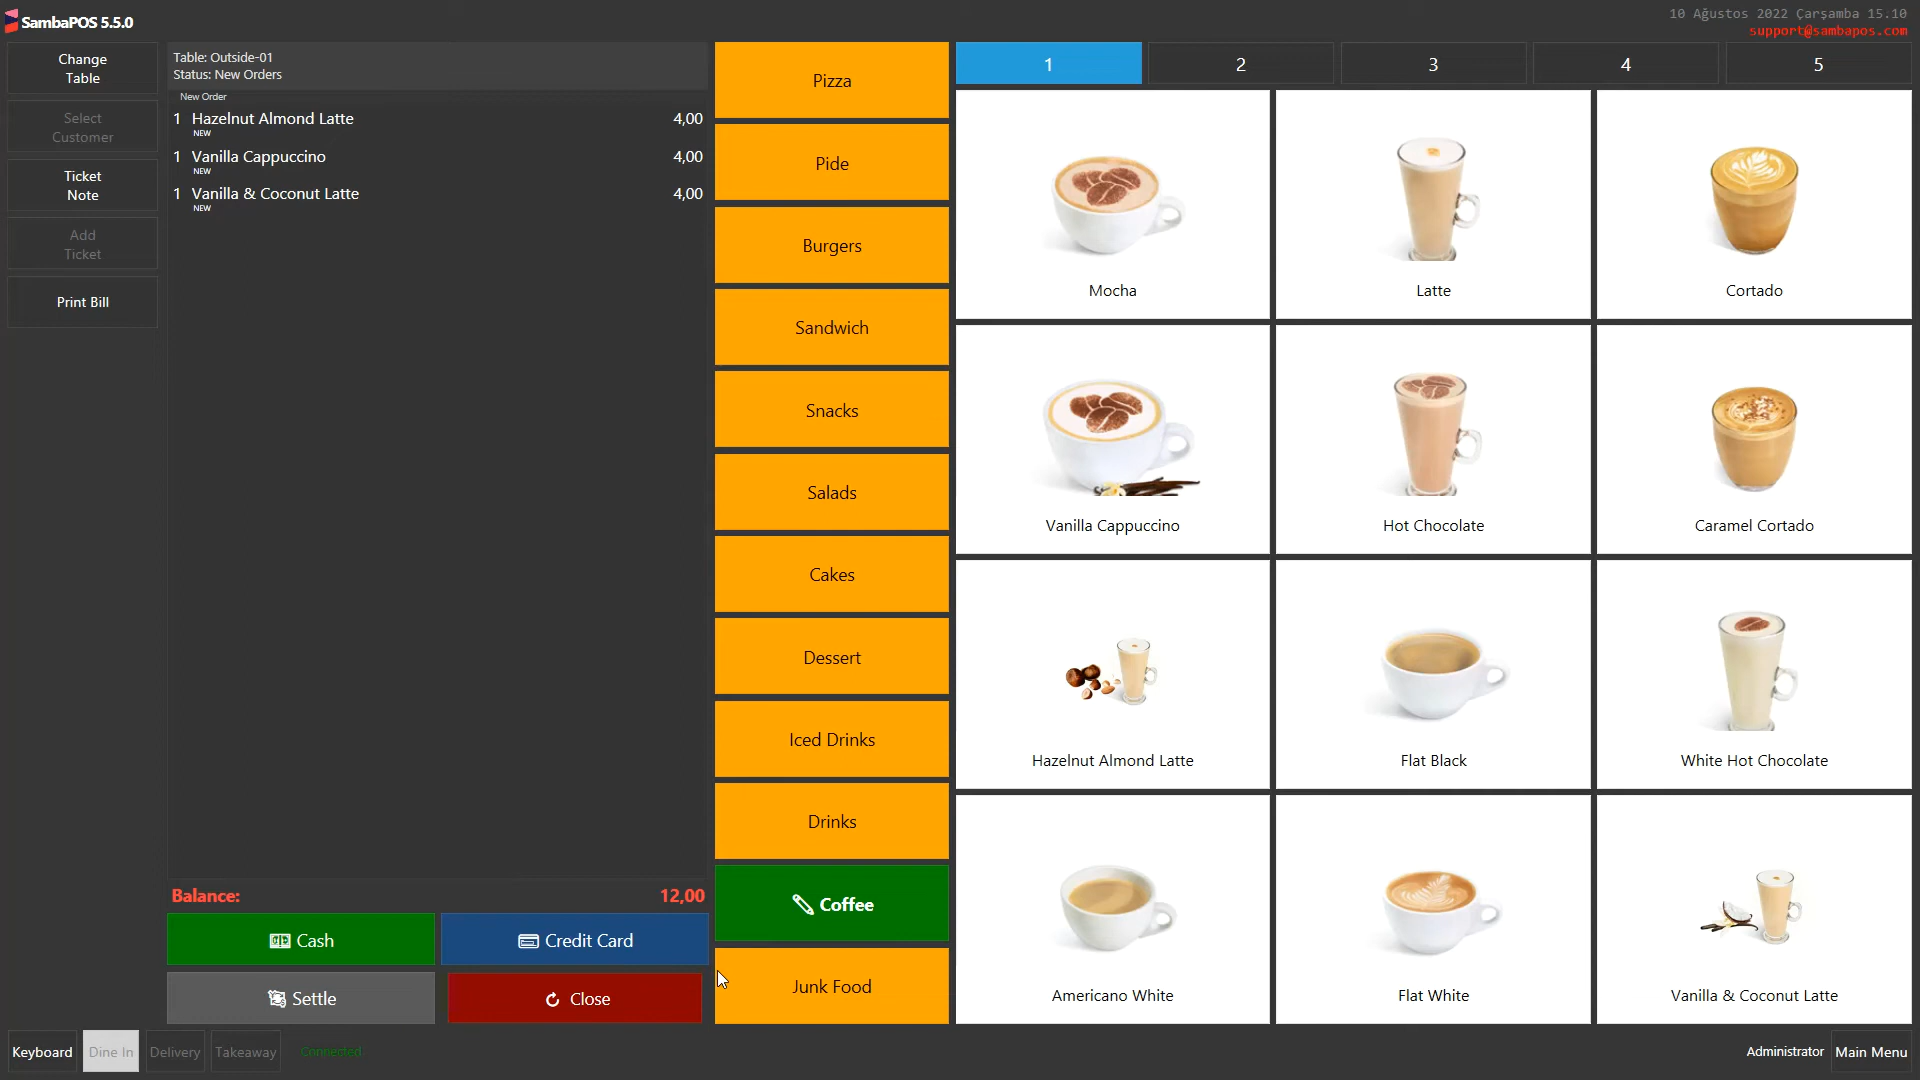 SambaPOS 5.5.0
10 Ağustos 2022 Çarşamba 15.10
support@sambapos.com
Change
Table
Select
Customer
Ticket
Note
Add
Ticket
Print Bill
Table: Outside-01
Status: New Orders
New Order
1 Hazelnut Almond Latte 4,00
NEW
1 Vanilla Cappuccino 4,00
NEW
1 Vanilla & Coconut Latte 4,00
NEW
Balance: 12,00
Cash
Credit Card
Settle
Close
Pizza
Pide
Burgers
Sandwich
Snacks
Salads
Cakes
Dessert
Iced Drinks
Drinks
Coffee
Junk Food
1 2 3 4 5
Mocha
Latte
Cortado
Vanilla Cappuccino
Hot Chocolate
Caramel Cortado
Hazelnut Almond Latte
Flat Black
White Hot Chocolate
Americano White
Flat White
Vanilla & Coconut Latte
Keyboard
Dine In
Delivery
Takeaway
Connected
Administrator
Main Menu